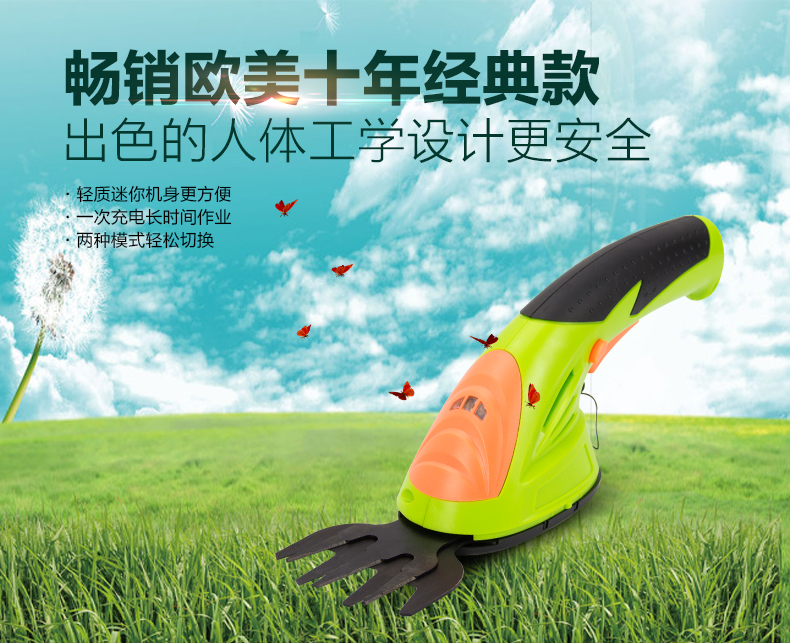 畅销欧美十年经典款
出色的人体工学设计更安全
· 轻质迷你机身更方便
· 一次充电长时间作业
· 两种模式轻松切换